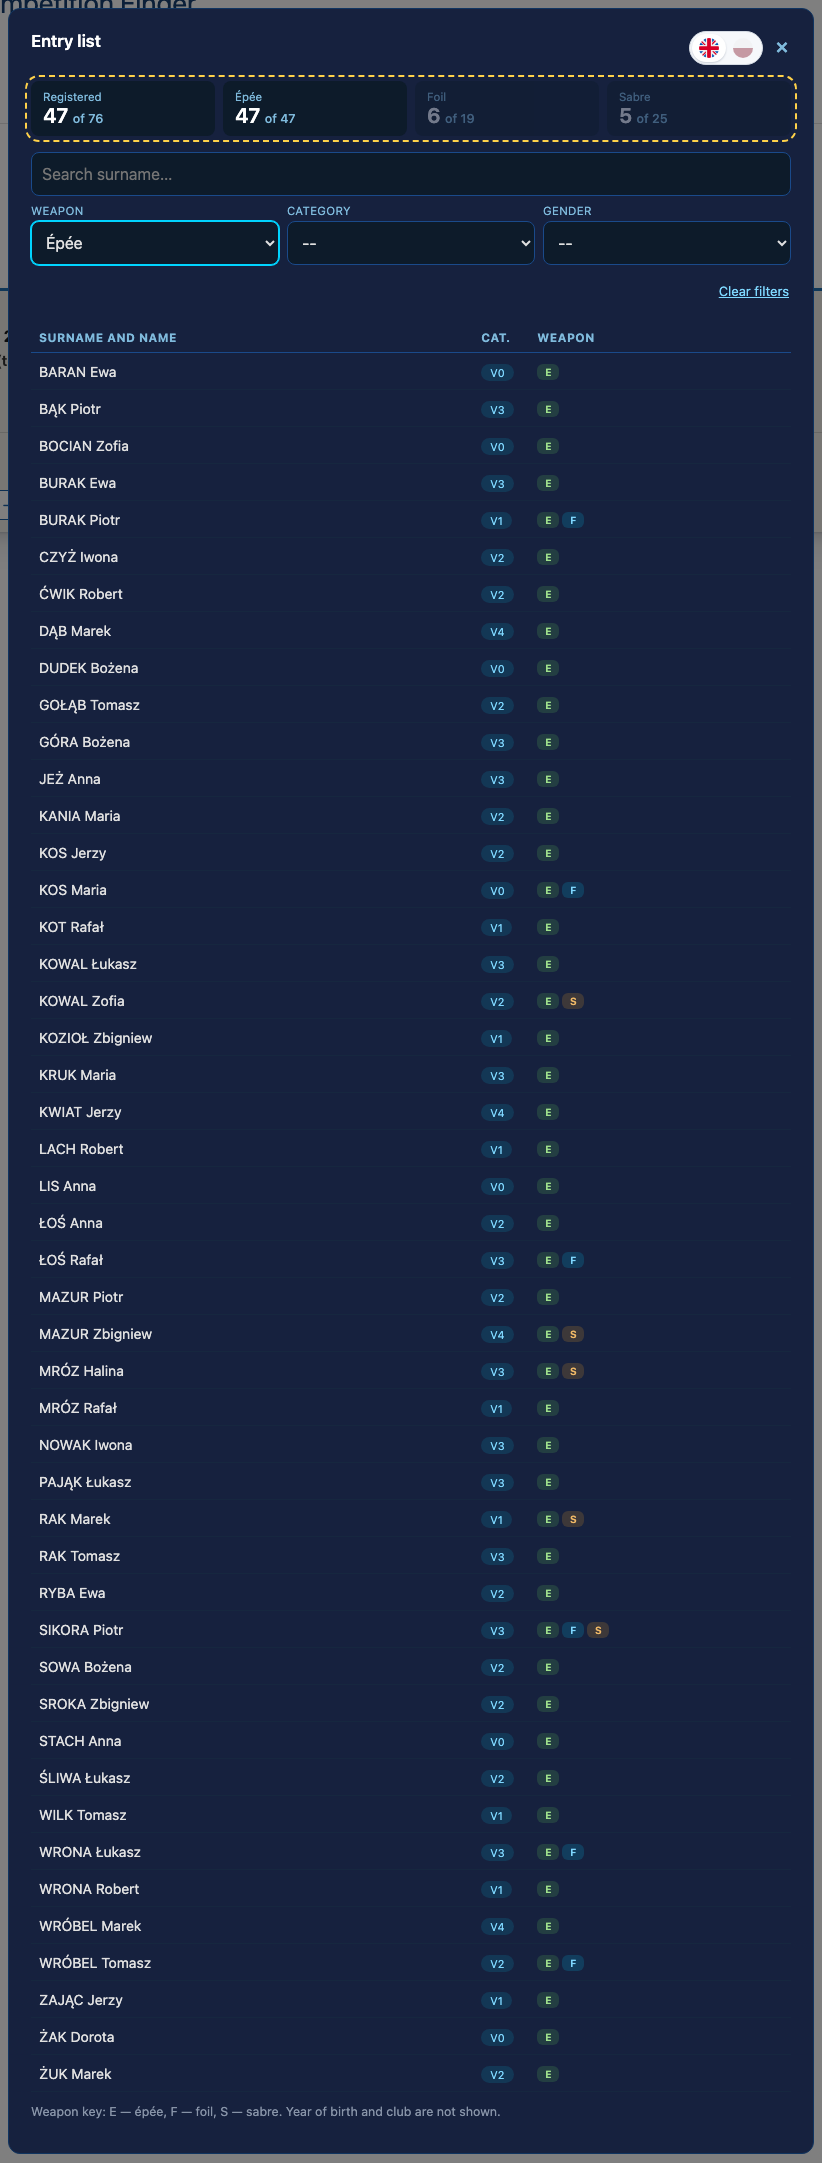 mpetition Finder
Entry list
×
Registered Épée Foil Sabre
47 of 76 47 of 47 6 of 19 5 of 25
Search surname...
WEAPON CATEGORY GENDER
Épée -- --
Clear filters
SURNAME AND NAME CAT. WEAPON
BARAN Ewa V0 E
BĄK Piotr V3 E
BOCIAN Zofia V0 E
BURAK Ewa V3 E
BURAK Piotr V1 E F
CZYŻ Iwona V2 E
ĆWIK Robert V2 E
DĄB Marek V4 E
DUDEK Bożena V0 E
GOŁĄB Tomasz V2 E
GÓRA Bożena V3 E
JEŻ Anna V3 E
KANIA Maria V2 E
KOS Jerzy V2 E
KOS Maria V0 E F
KOT Rafał V1 E
KOWAL Łukasz V3 E
KOWAL Zofia V2 E S
KOZIOŁ Zbigniew V1 E
KRUK Maria V3 E
KWIAT Jerzy V4 E
LACH Robert V1 E
LIS Anna V0 E
ŁOŚ Anna V2 E
ŁOŚ Rafał V3 E F
MAZUR Piotr V2 E
MAZUR Zbigniew V4 E S
MRÓZ Halina V3 E S
MRÓZ Rafał V1 E
NOWAK Iwona V3 E
PAJĄK Łukasz V3 E
RAK Marek V1 E S
RAK Tomasz V3 E
RYBA Ewa V2 E
SIKORA Piotr V3 E F S
SOWA Bożena V2 E
SROKA Zbigniew V2 E
STACH Anna V0 E
ŚLIWA Łukasz V2 E
WILK Tomasz V1 E
WRONA Łukasz V3 E F
WRONA Robert V1 E
WRÓBEL Marek V4 E
WRÓBEL Tomasz V2 E F
ZAJĄC Jerzy V1 E
ŻAK Dorota V0 E
ŻUK Marek V2 E
Weapon key: E — épée, F — foil, S — sabre. Year of birth and club are not shown.